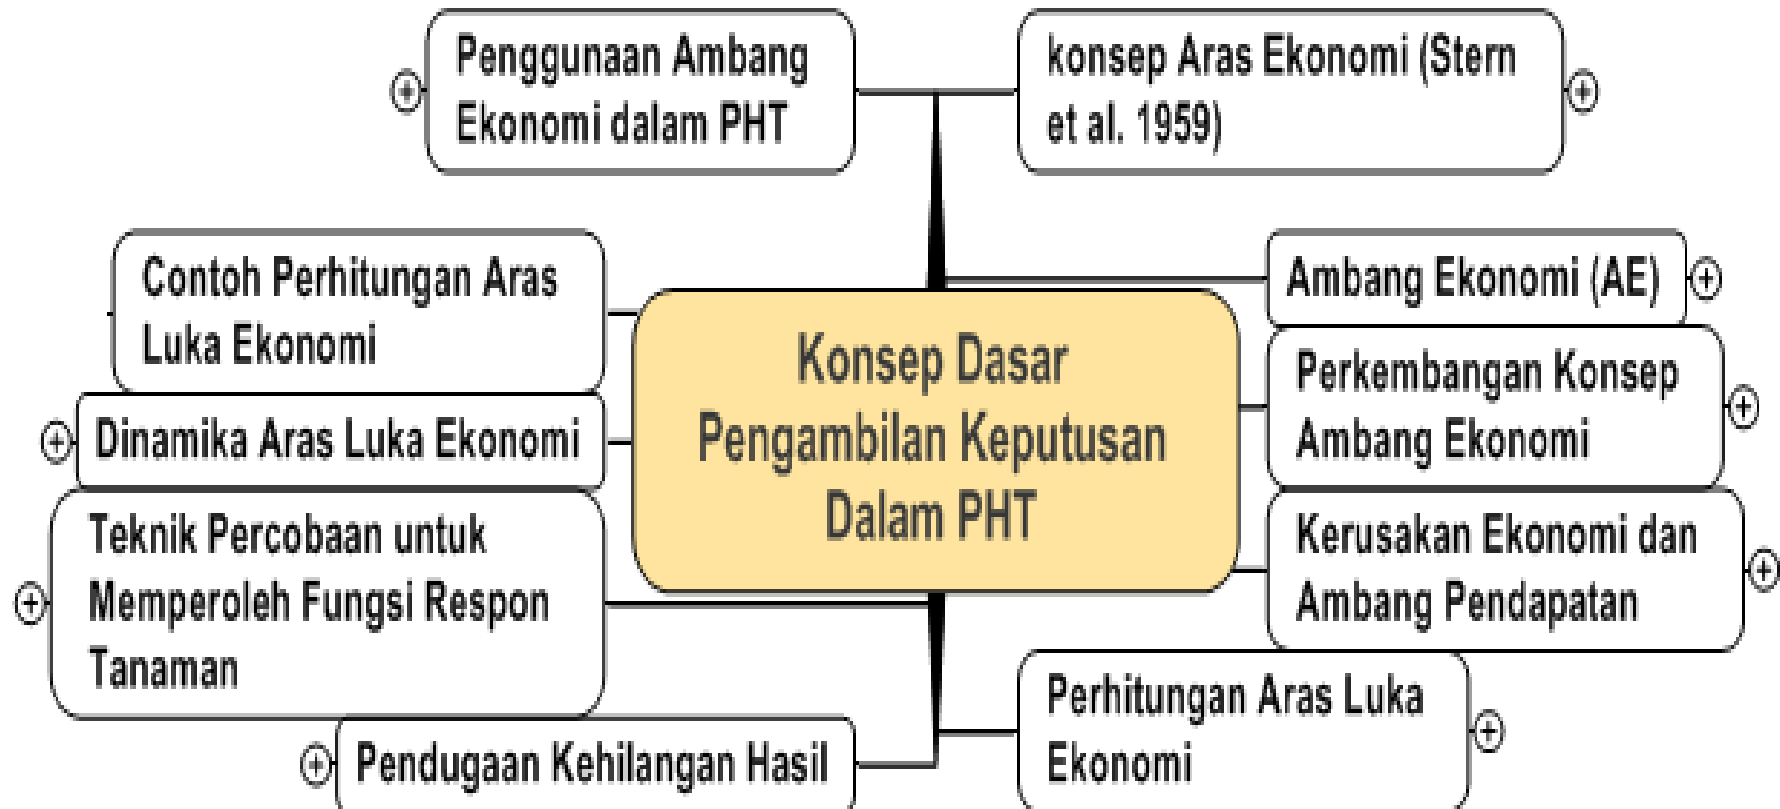 Penggunaan Ambang
Ekonomi dalam PHT
konsep Aras Ekonomi (Stern
et al. 1959)
Contoh Perhitungan Aras
Luka Ekonomi
Ambang Ekonomi (AE)
Konsep Dasar
Pengambilan Keputusan
Dalam PHT
Perkembangan Konsep
Ambang Ekonomi
Dinamika Aras Luka Ekonomi
Kerusakan Ekonomi dan
Ambang Pendapatan
Teknik Percobaan untuk
Memperoleh Fungsi Respon
Tanaman
Perhitungan Aras Luka
Ekonomi
Pendugaan Kehilangan Hasil